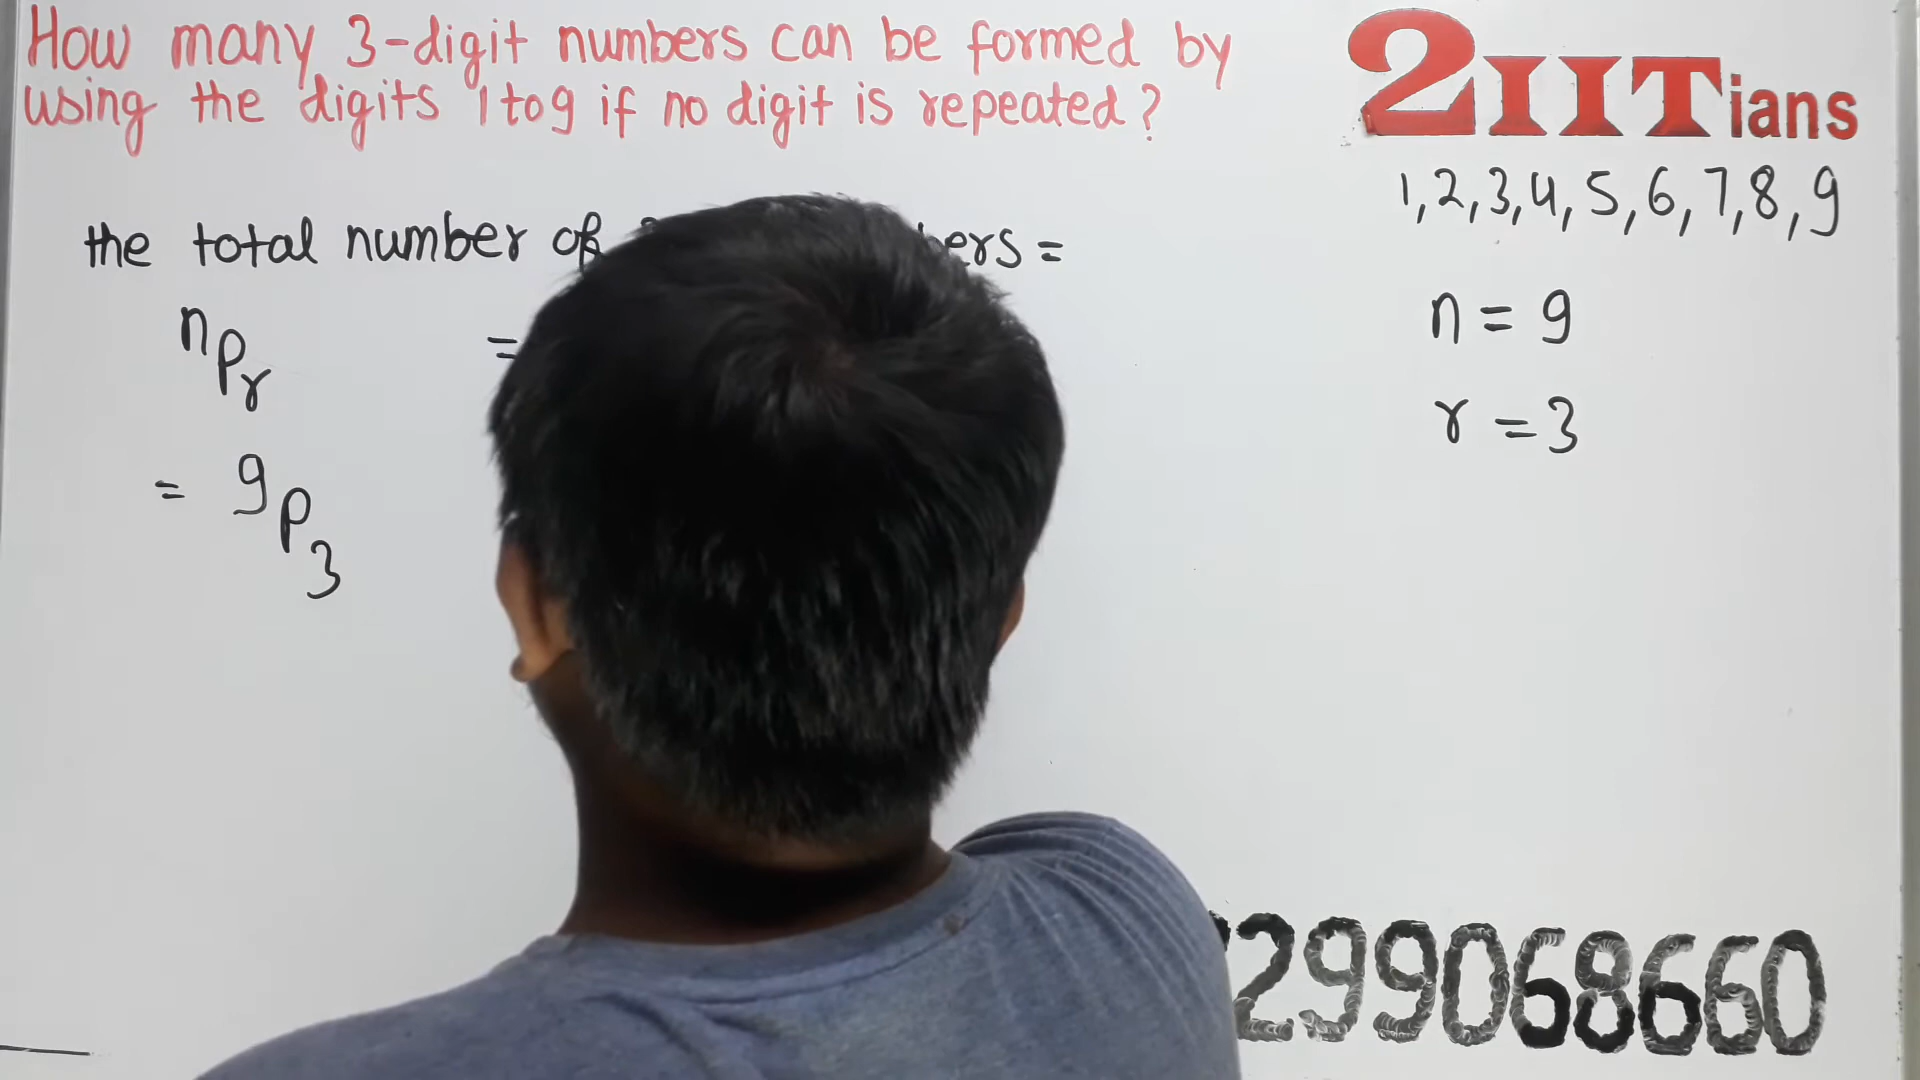 How many 3-digit numbers can be formed by
using the digits 1 to 9 if no digit is repeated?
2IITians
1,2,3,4,5,6,7,8,9
the total number of
=
nPr
=
n = 9
r = 3
= 9P3
299068660